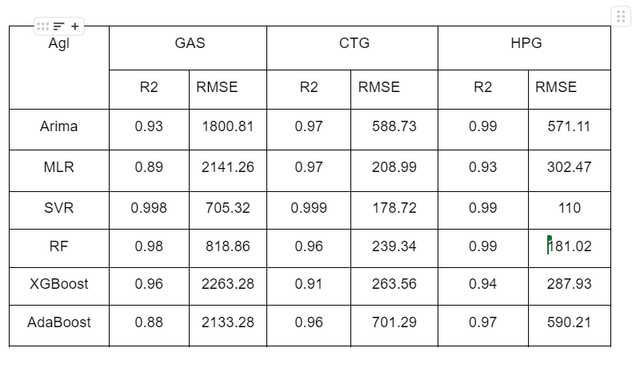 Agl GAS CTG HPG
R2 RMSE R2 RMSE R2 RMSE
Arima 0.93 1800.81 0.97 588.73 0.99 571.11
MLR 0.89 2141.26 0.97 208.99 0.93 302.47
SVR 0.998 705.32 0.999 178.72 0.99 110
RF 0.98 818.86 0.96 239.34 0.99 181.02
XGBoost 0.96 2263.28 0.91 263.56 0.94 287.93
AdaBoost 0.88 2133.28 0.96 701.29 0.97 590.21